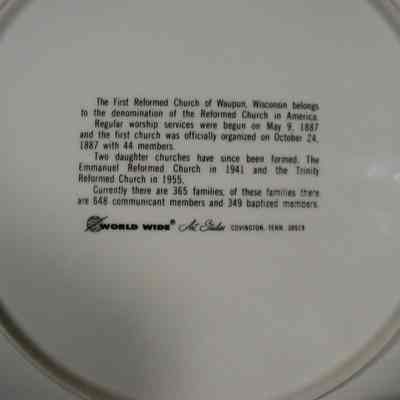 The First Reformed Church of Waupun, Wisconsin belongs
to the denomination of the Reformed Church in America.
Regular worship services were begun on May 9, 1887
and the first church was officially organized on October 24,
1887 with 44 members.
Two daughter churches have since been formed. The
Emmanuel Reformed Church in 1941 and the Trinity
Reformed Church in 1955.
Currently there are 365 families, of these families there
are 648 communicant members and 349 baptized members.
WORLD WIDE® Art Studios COVINGTON, TENN. 38019